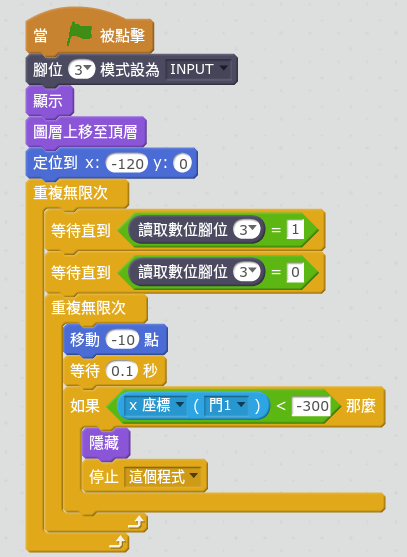 當 被點擊
腳位 3 模式設為 INPUT
顯示
圖層上移至頂層
定位到 x: -120 y: 0
重複無限次
等待直到 讀取數位腳位 3 = 1
等待直到 讀取數位腳位 3 = 0
重複無限次
移動 -10 點
等待 0.1 秒
如果 x 座標 ( 門1 ) < -300 那麼
隱藏
停止 這個程式